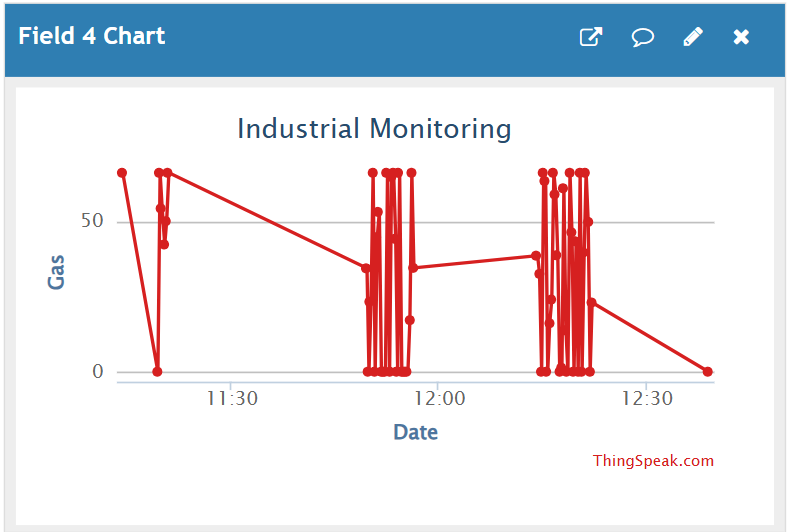 Field 4 Chart
Industrial Monitoring
50
Gas
0
11:30 12:00 12:30
Date
ThingSpeak.com